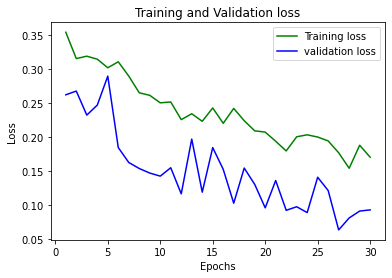 Training and Validation loss
Training loss
validation loss
Loss
0.35
0.30
0.25
0.20
0.15
0.10
0.05
0 5 10 15 20 25 30
Epochs